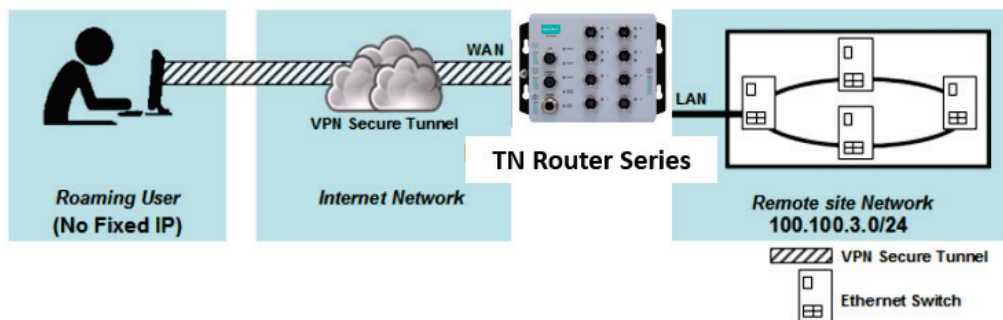 WAN
VPN Secure Tunnel
LAN
TN Router Series
Roaming User
(No Fixed IP)
Internet Network
Remote site Network
100.100.3.0/24
VPN Secure Tunnel
Ethernet Switch